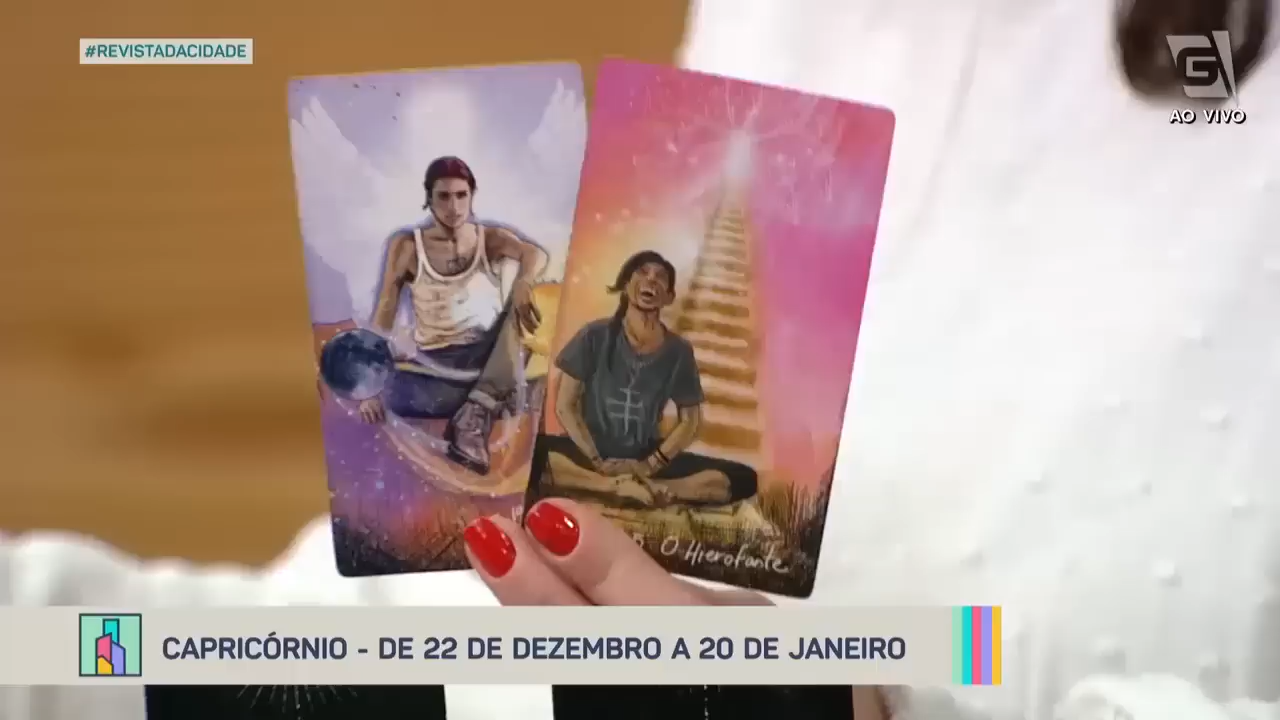 #REVISTADACIDADE
G
AO VIVO
O Hierofante
CAPRICÓRNIO - DE 22 DE DEZEMBRO A 20 DE JANEIRO